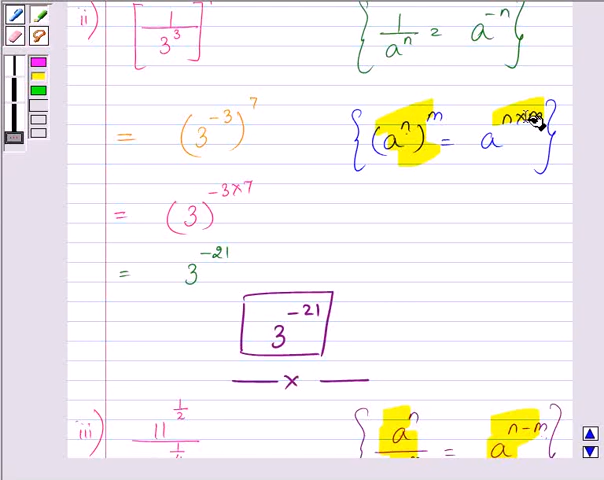 ii) [1/3^3]^7 {1/a^n = a^-n}
= (3^-3)^7 {(a^n)^m = a^n×m}
= (3)^-3×7
= 3^-21
3^-21
— × —
iii) 11^1/2 {a^n = a^n-m}